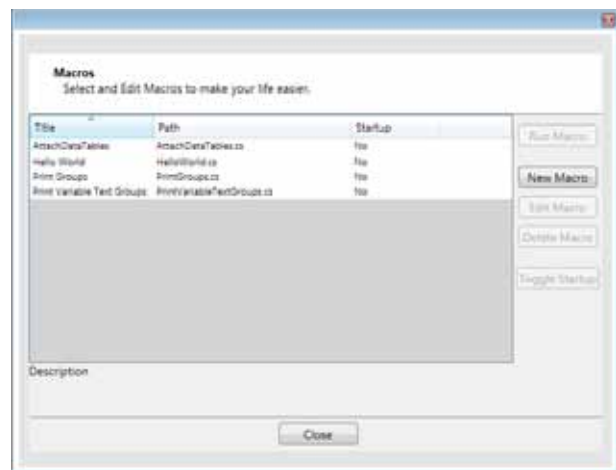 Macros
Select and Edit Macros to make your life easier.
Title Path Startup
AttachDataTables AttachDataTables.cs No
Hello World HelloWorld.cs No
Print Groups PrintGroups.cs No
Print Variable Text Groups PrintVariableTextGroups.cs No
Run Macro
New Macro
Edit Macro
Delete Macro
Toggle Startup
Description
Close